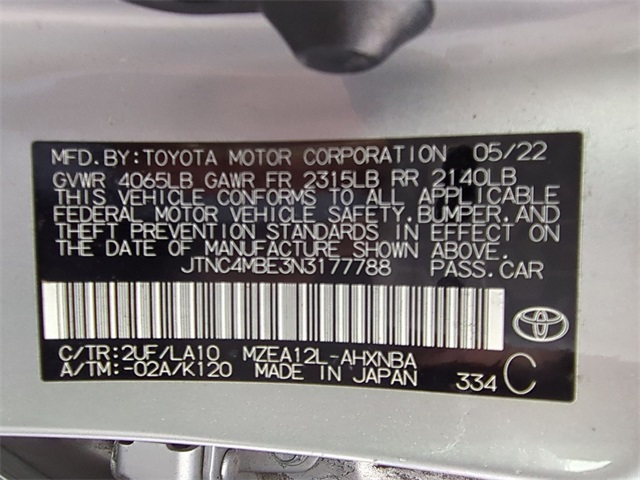 MFD.BY:TOYOTA MOTOR CORPORATION 05/22
GVWR 4065LB GAWR FR 2315LB RR 2140LB
THIS VEHICLE CONFORMS TO ALL APPLICABLE
FEDERAL MOTOR VEHICLE SAFETY.BUMPER.AND
THEFT PREVENTION STANDARDS IN EFFECT ON
THE DATE OF MANUFACTURE SHOWN ABOVE.
JTNC4MBE3N3177788 PASS.CAR
C/TR:2UF/LA10 MZEA12L-AHXNBA
A/TM:-02A/K120 MADE IN JAPAN 334 C